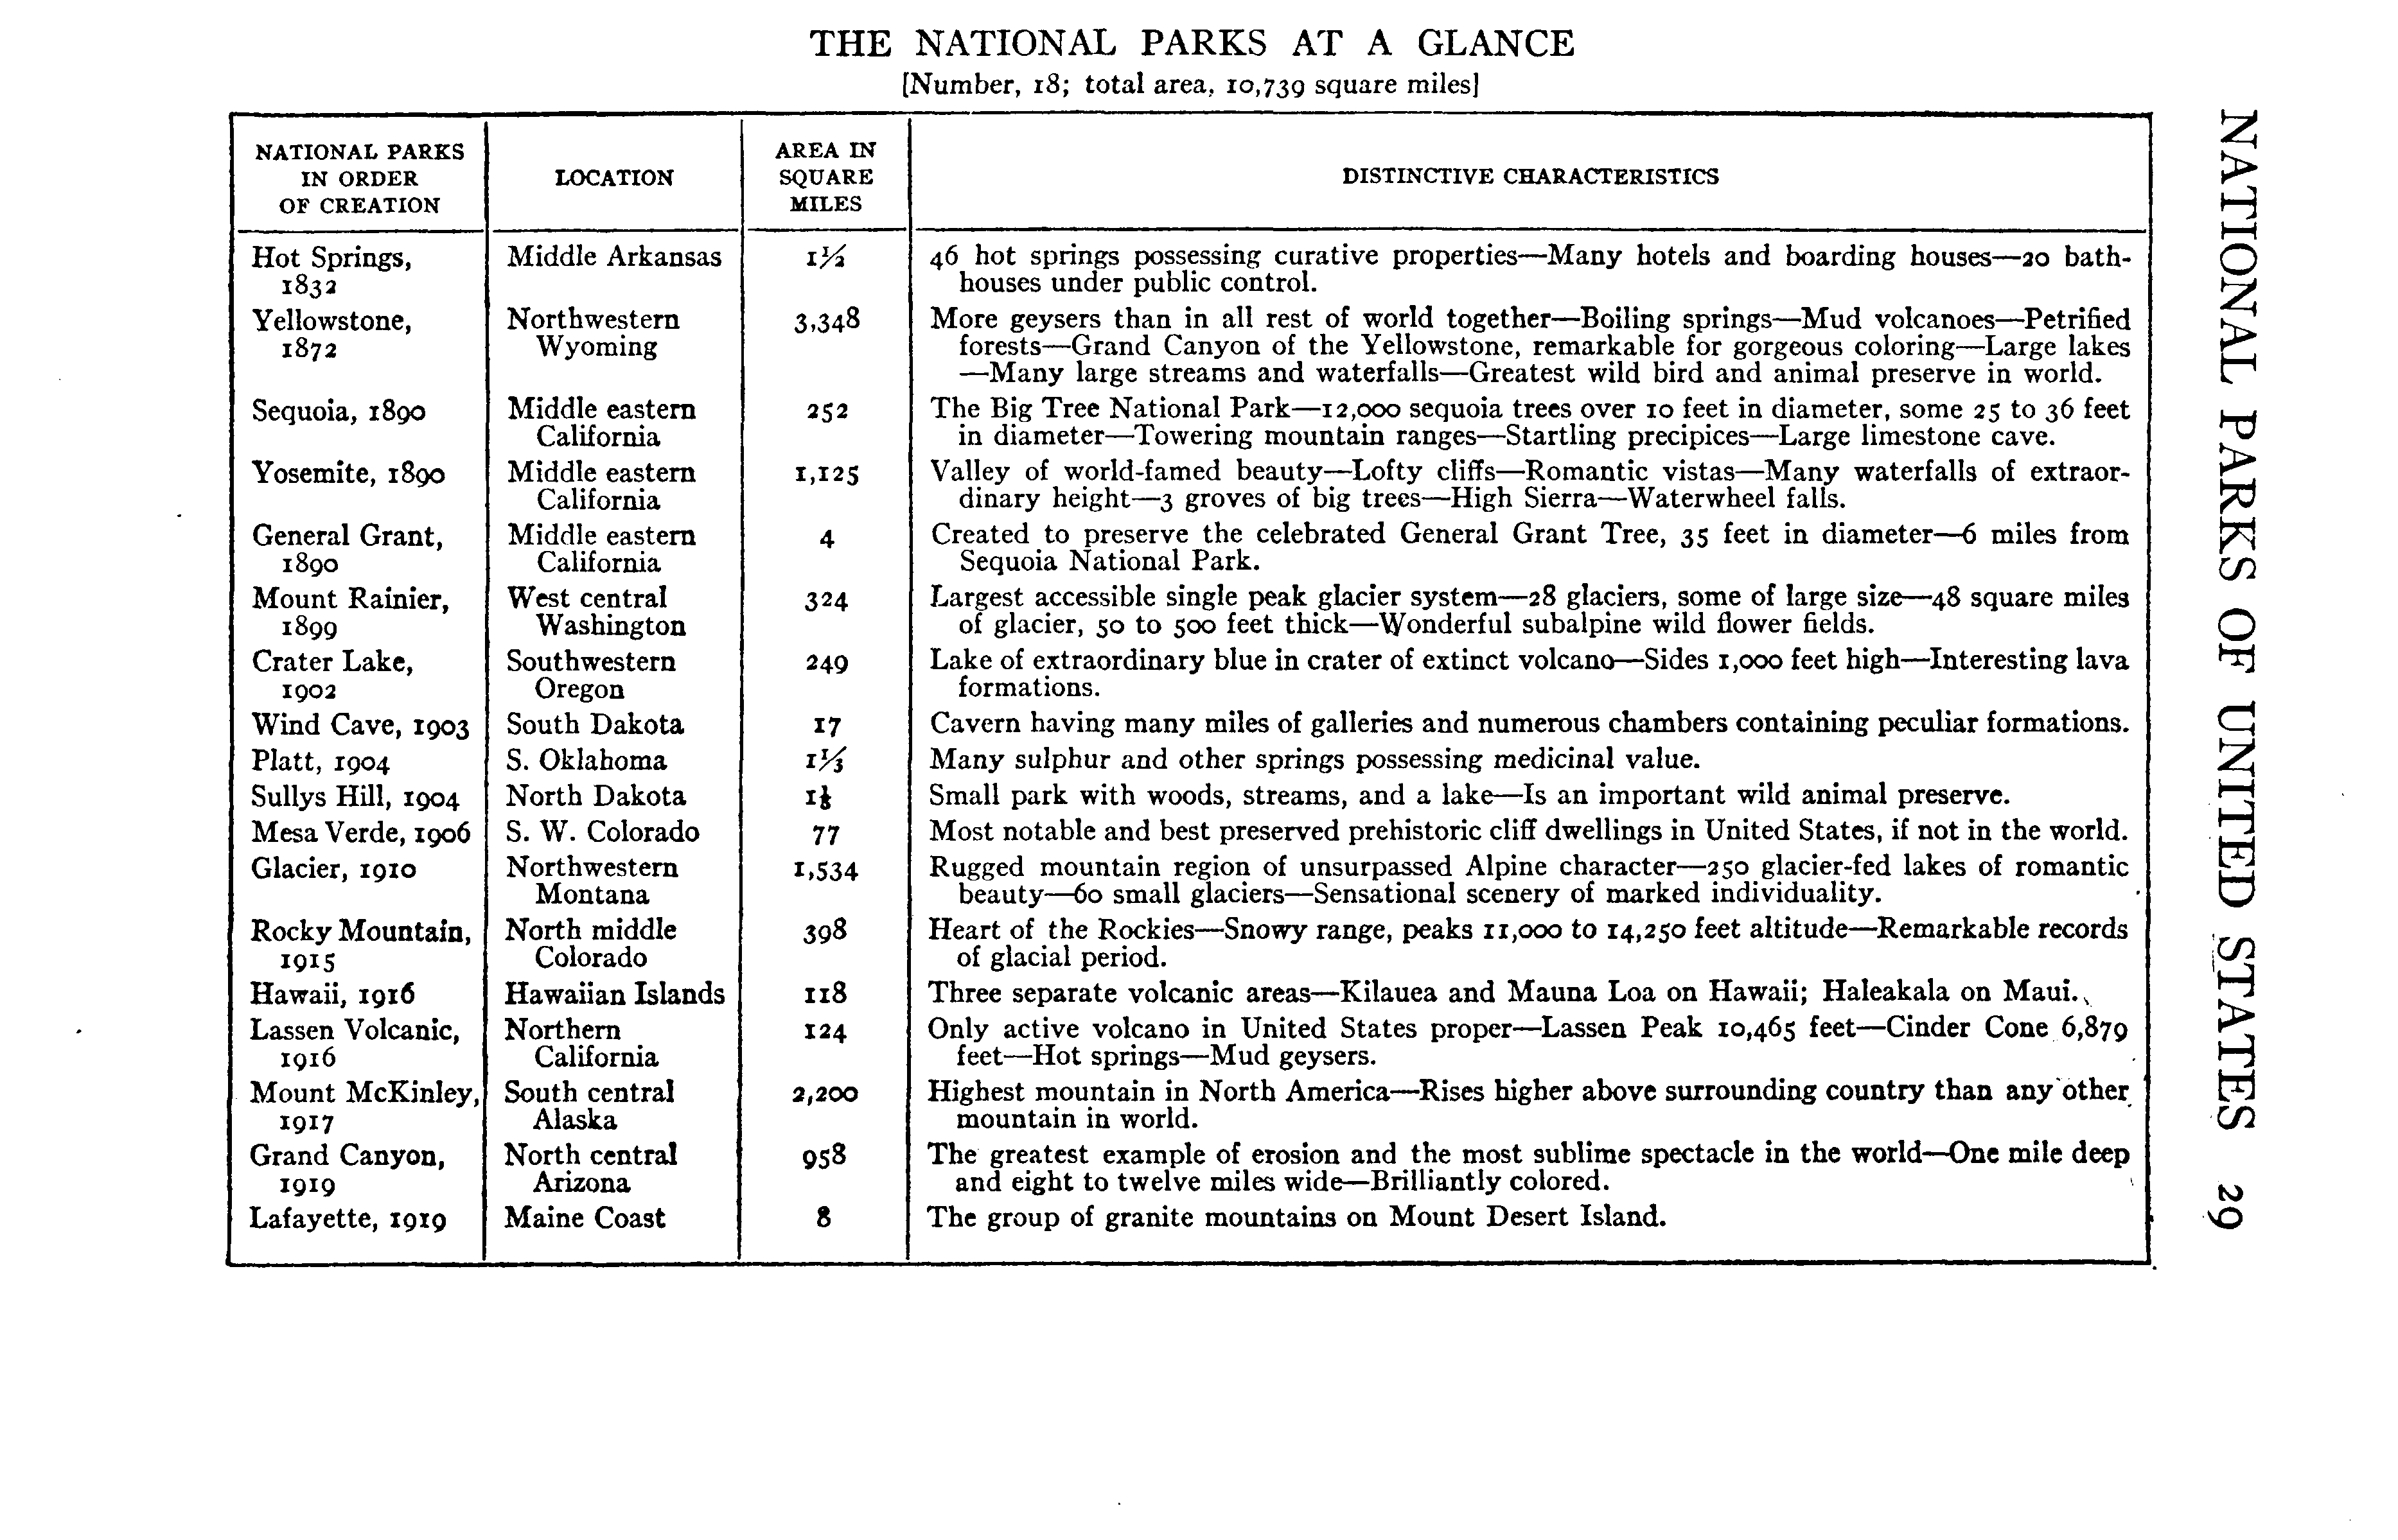 THE NATIONAL PARKS AT A GLANCE
[Number, 18; total area, 10,739 square miles]
NATIONAL PARKS
IN ORDER
OF CREATION
LOCATION
AREA IN
SQUARE
MILES
DISTINCTIVE CHARACTERISTICS
Hot Springs,
1832
Middle Arkansas
1½
46 hot springs possessing curative properties—Many hotels and boarding houses—20 bath-
houses under public control.
Yellowstone,
1872
Northwestern
Wyoming
3,348
More geysers than in all rest of world together—Boiling springs—Mud volcanoes—Petrified
forests—Grand Canyon of the Yellowstone, remarkable for gorgeous coloring—Large lakes
—Many large streams and waterfalls—Greatest wild bird and animal preserve in world.
Sequoia, 1890
Middle eastern
California
252
The Big Tree National Park—12,000 sequoia trees over 10 feet in diameter, some 25 to 36 feet
in diameter—Towering mountain ranges—Startling precipices—Large limestone cave.
Yosemite, 1890
Middle eastern
California
1,125
Valley of world-famed beauty—Lofty cliffs—Romantic vistas—Many waterfalls of extraor-
dinary height—3 groves of big trees—High Sierra—Waterwheel falls.
General Grant,
1890
Middle eastern
California
4
Created to preserve the celebrated General Grant Tree, 35 feet in diameter—6 miles from
Sequoia National Park.
Mount Rainier,
1899
West central
Washington
324
Largest accessible single peak glacier system—28 glaciers, some of large size—48 square miles
of glacier, 50 to 500 feet thick—Wonderful subalpine wild flower fields.
Crater Lake,
1902
Southwestern
Oregon
249
Lake of extraordinary blue in crater of extinct volcano—Sides 1,000 feet high—Interesting lava
formations.
Wind Cave, 1903
South Dakota
17
Cavern having many miles of galleries and numerous chambers containing peculiar formations.
Platt, 1904
S. Oklahoma
1⅓
Many sulphur and other springs possessing medicinal value.
Sullys Hill, 1904
North Dakota
Small park with woods, streams, and a lake—Is an important wild animal preserve.
Mesa Verde, 1906
S. W. Colorado
77
Most notable and best preserved prehistoric cliff dwellings in United States, if not in the world.
Glacier, 1910
Northwestern
Montana
1,534
Rugged mountain region of unsurpassed Alpine character—250 glacier-fed lakes of romantic
beauty—60 small glaciers—Sensational scenery of marked individuality.
Rocky Mountain,
1915
North middle
Colorado
398
Heart of the Rockies—Snowy range, peaks 11,000 to 14,250 feet altitude—Remarkable records
of glacial period.
Hawaii, 1916
Hawaiian Islands
118
Three separate volcanic areas—Kilauea and Mauna Loa on Hawaii; Haleakala on Maui.
Lassen Volcanic,
1916
Northern
California
124
Only active volcano in United States proper—Lassen Peak 10,465 feet—Cinder Cone 6,879
feet—Hot springs—Mud geysers.
Mount McKinley,
1917
South central
Alaska
2,200
Highest mountain in North America—Rises higher above surrounding country than any other
mountain in world.
Grand Canyon,
1919
North central
Arizona
958
The greatest example of erosion and the most sublime spectacle in the world—One mile deep
and eight to twelve miles wide—Brilliantly colored.
Lafayette, 1919
Maine Coast
8
The group of granite mountains on Mount Desert Island.
NATIONAL PARKS OF UNITED STATES 29